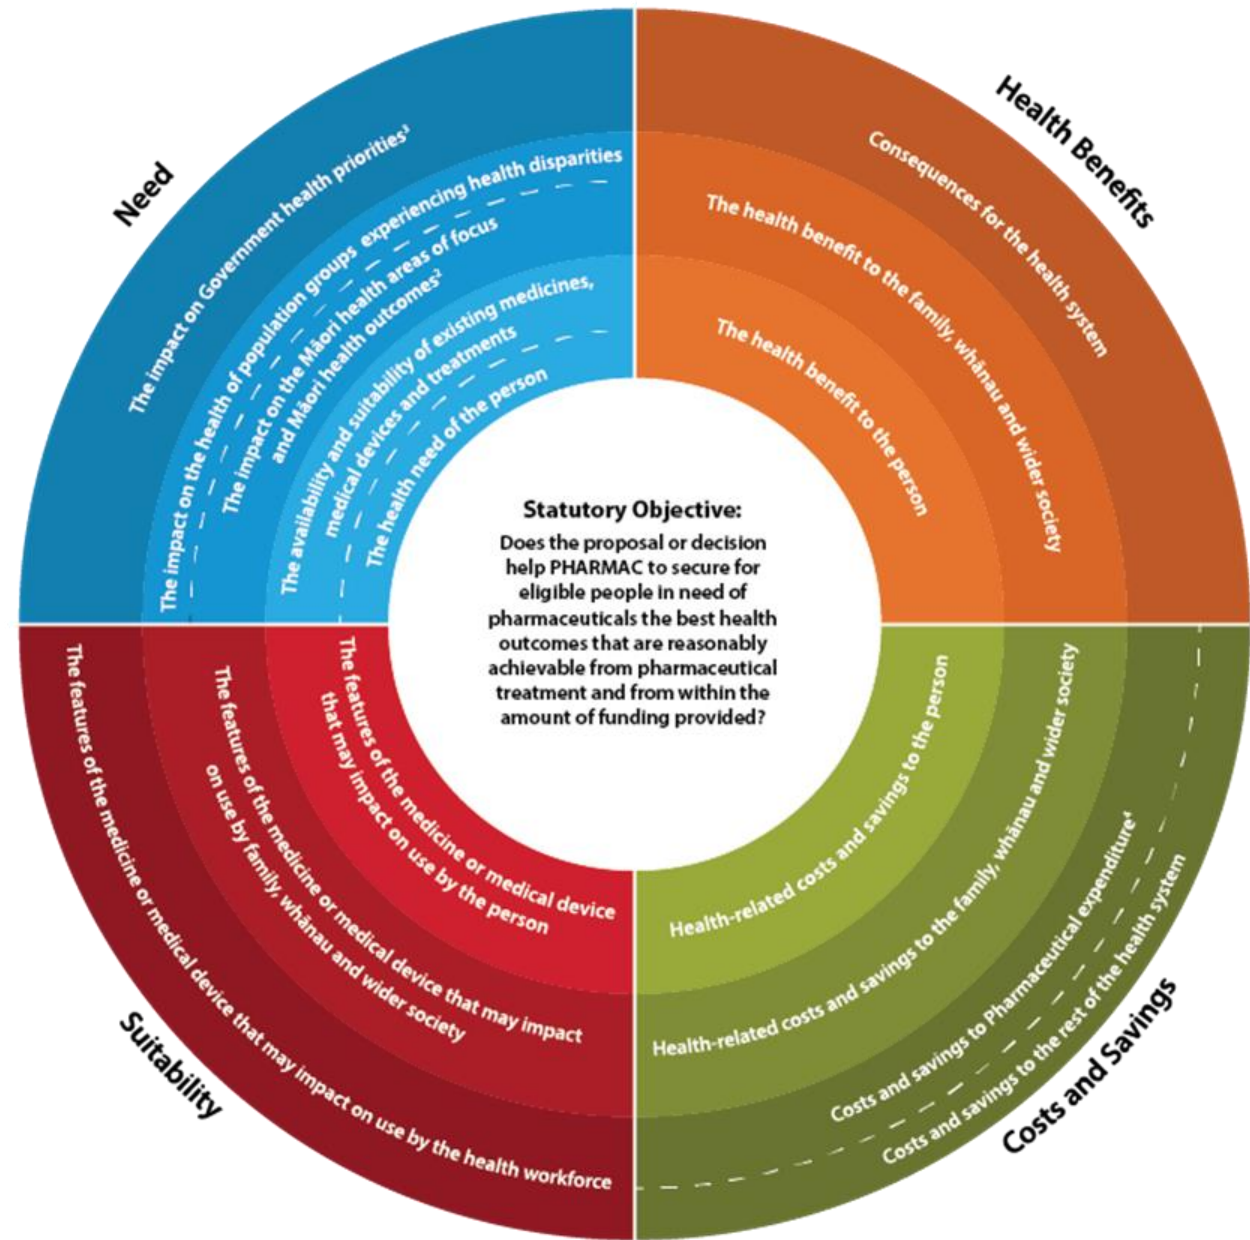 Need
The impact on Government health priorities³
The impact on the health of population groups experiencing health disparities
The impact on the Māori health areas of focus
and Māori health outcomes²
The availability and suitability of existing medicines,
medical devices and treatments
The health need of the person
Health Benefits
Consequences for the health system
The health benefit to the family, whānau and wider society
The health benefit to the person
Statutory Objective:
Does the proposal or decision
help PHARMAC to secure for
eligible people in need of
pharmaceuticals the best health
outcomes that are reasonably
achievable from pharmaceutical
treatment and from within the
amount of funding provided?
Suitability
The features of the medicine or medical device
that may impact on use by the person
The features of the medicine or medical device that may impact
on use by family, whānau and wider society
The features of the medicine or medical device that may impact on use by the health workforce
Costs and Savings
Health-related costs and savings to the person
Health-related costs and savings to the family, whānau and wider society
Costs and savings to Pharmaceutical expenditure⁴
Costs and savings to the rest of the health system